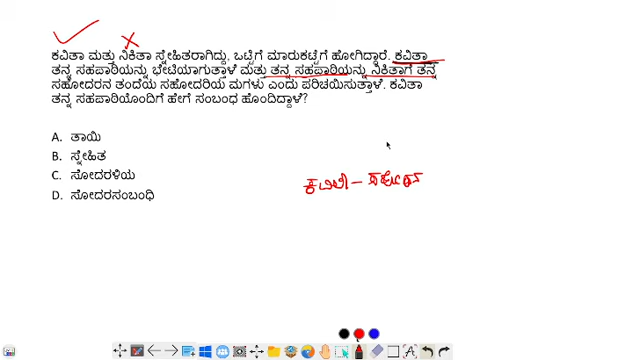 ಕವಿತಾ ಮತ್ತು ನಿಕಿತಾ ಸ್ನೇಹಿತರಾಗಿದ್ದು, ಒಟ್ಟಿಗೆ ಮಾರುಕಟ್ಟೆಗೆ ಹೋಗಿದ್ದಾರೆ. ಕವಿತಾ
ತನ್ನ ಸಹಪಾಠಿಯನ್ನು ಭೇಟಿಯಾಗುತ್ತಾಳೆ ಮತ್ತು ತನ್ನ ಸಹಪಾಠಿಯನ್ನು ನಿಕಿತಾಗೆ ತನ್ನ
ಸಹೋದರನ ತಂದೆಯ ಸಹೋದರಿಯ ಮಗಳು ಎಂದು ಪರಿಚಯಿಸುತ್ತಾಳೆ. ಕವಿತಾ
ತನ್ನ ಸಹಪಾಠಿಯೊಂದಿಗೆ ಹೇಗೆ ಸಂಬಂಧ ಹೊಂದಿದ್ದಾಳೆ?
A. ತಾಯಿ
B. ಸ್ನೇಹಿತ
C. ಸೋದರಳಿಯ
D. ಸೋದರಸಂಬಂಧಿ